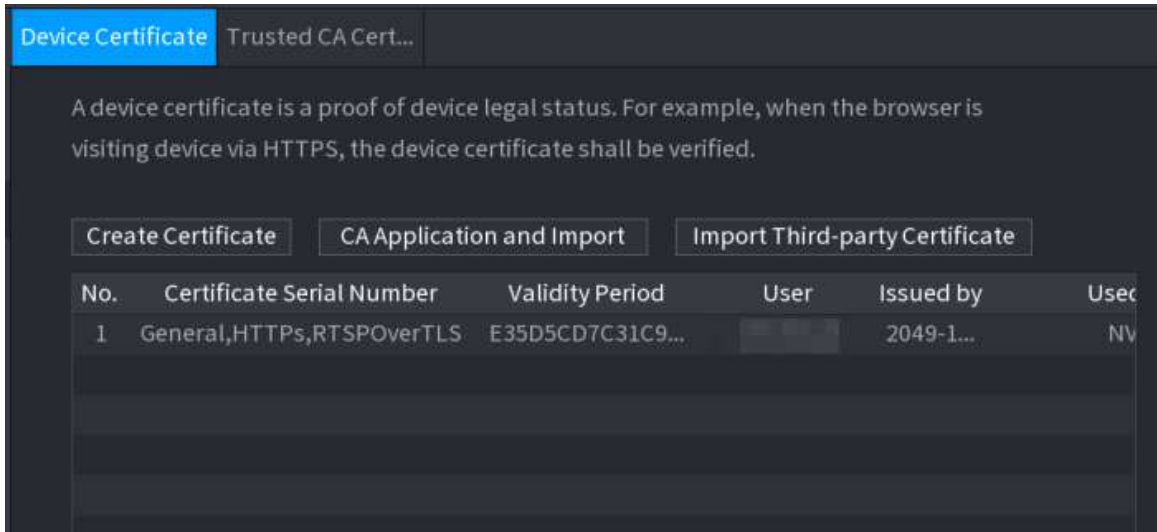 Device Certificate Trusted CA Cert...
A device certificate is a proof of device legal status. For example, when the browser is
visiting device via HTTPS, the device certificate shall be verified.
Create Certificate CA Application and Import Import Third-party Certificate
No. Certificate Serial Number Validity Period User Issued by Used
1 General,HTTPs,RTSPOverTLS E35D5CD7C31C9... 2049-1... NV